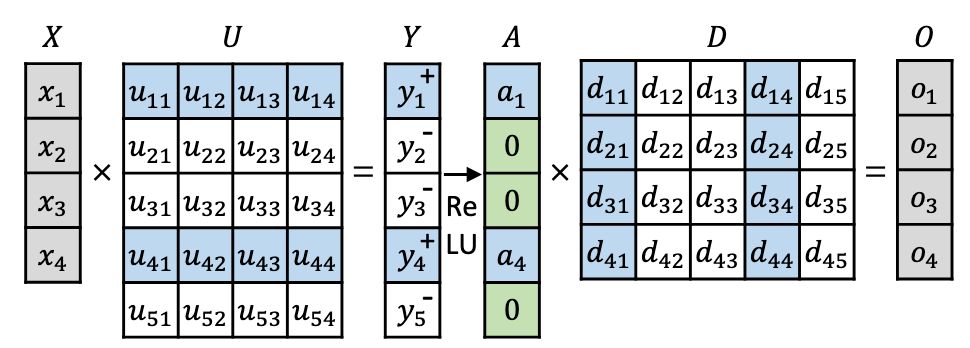 X U Y A D O
x₁ u₁₁ u₁₂ u₁₃ u₁₄ y₁⁺ a₁ d₁₁ d₁₂ d₁₃ d₁₄ d₁₅ o₁
x₂ u₂₁ u₂₂ u₂₃ u₂₄ y₂⁻ 0 d₂₁ d₂₂ d₂₃ d₂₄ d₂₅ o₂
× = → × =
x₃ u₃₁ u₃₂ u₃₃ u₃₄ y₃⁻ Re 0 d₃₁ d₃₂ d₃₃ d₃₄ d₃₅ o₃
x₄ u₄₁ u₄₂ u₄₃ u₄₄ y₄⁺ LU a₄ d₄₁ d₄₂ d₄₃ d₄₄ d₄₅ o₄
u₅₁ u₅₂ u₅₃ u₅₄ y₅⁻ 0